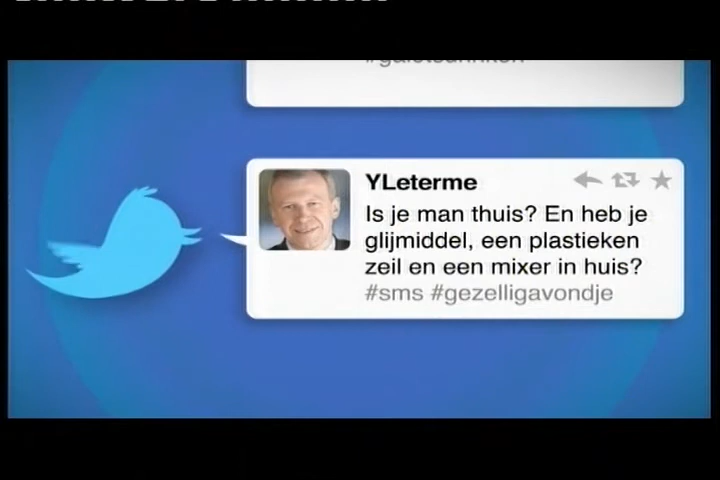 YLeterme
Is je man thuis? En heb je
glijmiddel, een plastieken
zeil en een mixer in huis?
#sms #gezelligavondje